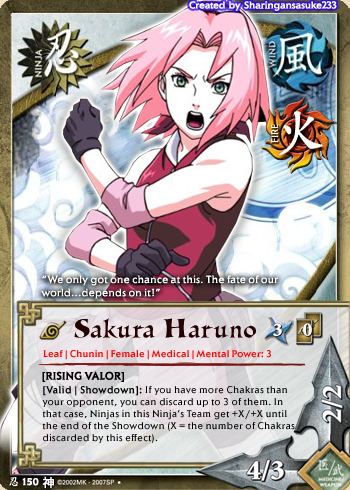 Created by Sharingansasuke233
忍
NINJA
風
WIND
火
FIRE
"We only got one chance at this. The fate of our
world...depends on it!"
Sakura Haruno 3 0
Leaf | Chunin | Female | Medical | Mental Power: 3
[RISING VALOR]
[Valid | Showdown]: If you have more Chakras than
your opponent, you can discard up to 3 of them. In
that case, Ninjas in this Ninja's Team get +X/+X until
the end of the Showdown (X = the number of Chakras
discarded by this effect).
2/2
4/3
医/武
MEDICINE
WEAPON
忍 150 神 ©2002MK - 2007SP